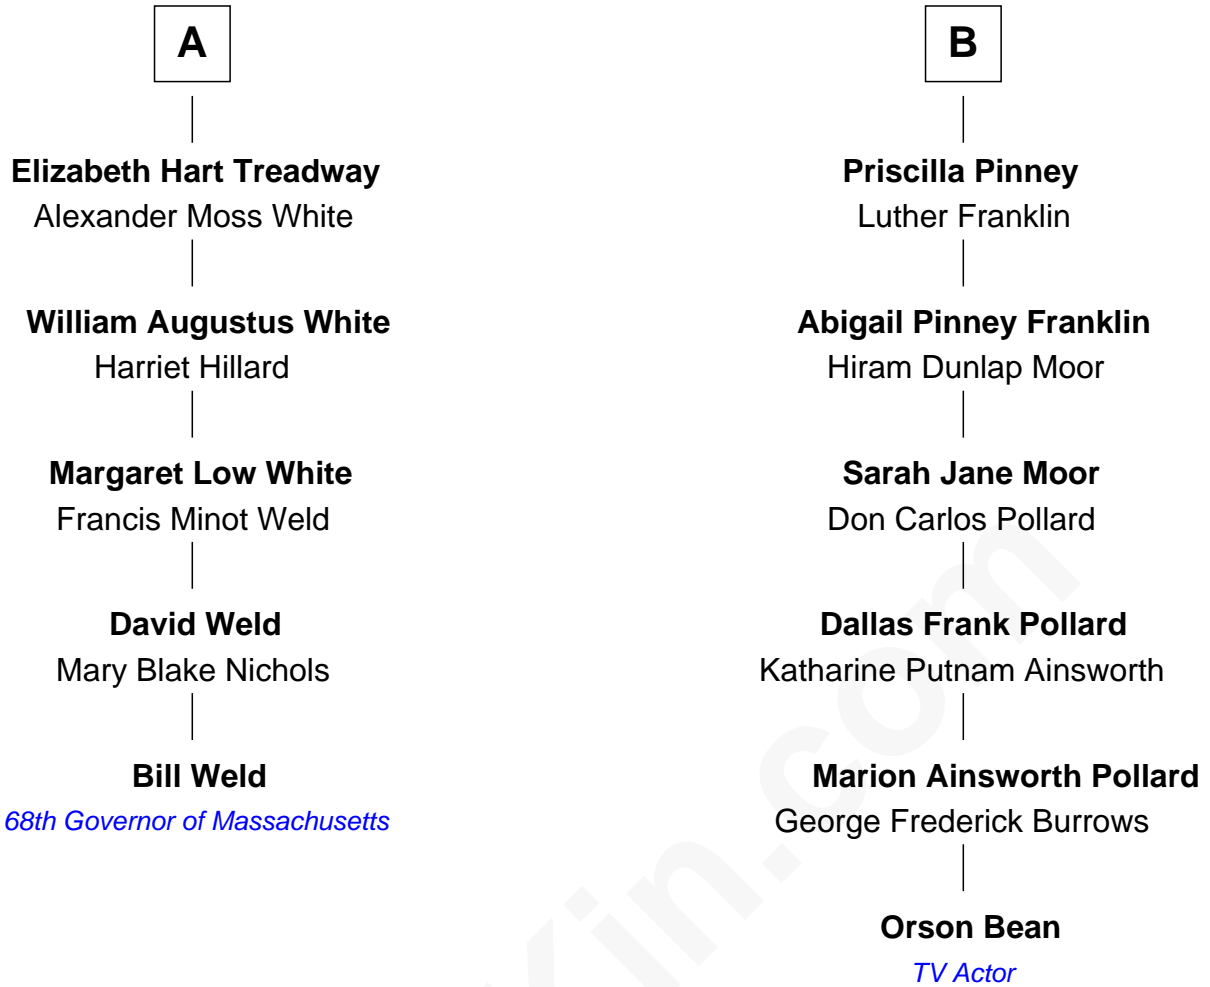 A
Elizabeth Hart Treadway
Alexander Moss White
William Augustus White
Harriet Hillard
Margaret Low White
Francis Minot Weld
David Weld
Mary Blake Nichols
Bill Weld
68th Governor of Massachusetts
B
Priscilla Pinney
Luther Franklin
Abigail Pinney Franklin
Hiram Dunlap Moor
Sarah Jane Moor
Don Carlos Pollard
Dallas Frank Pollard
Katharine Putnam Ainsworth
Marion Ainsworth Pollard
George Frederick Burrows
Orson Bean
TV Actor
Kin.com